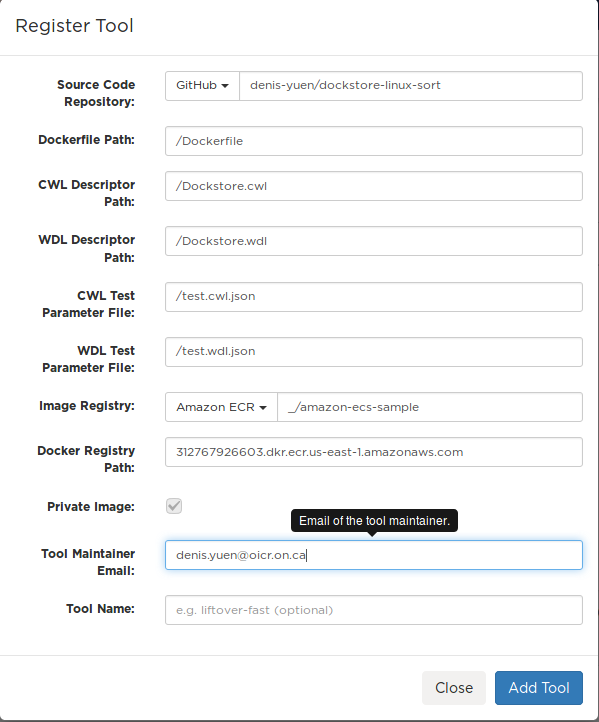 Register Tool
Source Code
Repository:
GitHub
denis-yuen/dockstore-linux-sort
Dockerfile Path:
/Dockerfile
CWL Descriptor
Path:
/Dockstore.cwl
WDL Descriptor
Path:
/Dockstore.wdl
CWL Test
Parameter File:
/test.cwl.json
WDL Test
Parameter File:
/test.wdl.json
Image Registry:
Amazon ECR
_/amazon-ecs-sample
Docker Registry
Path:
312767926603.dkr.ecr.us-east-1.amazonaws.com
Private Image:
Email of the tool maintainer.
Tool Maintainer
Email:
denis.yuen@oicr.on.ca
Tool Name:
e.g. liftover-fast (optional)
Close
Add Tool